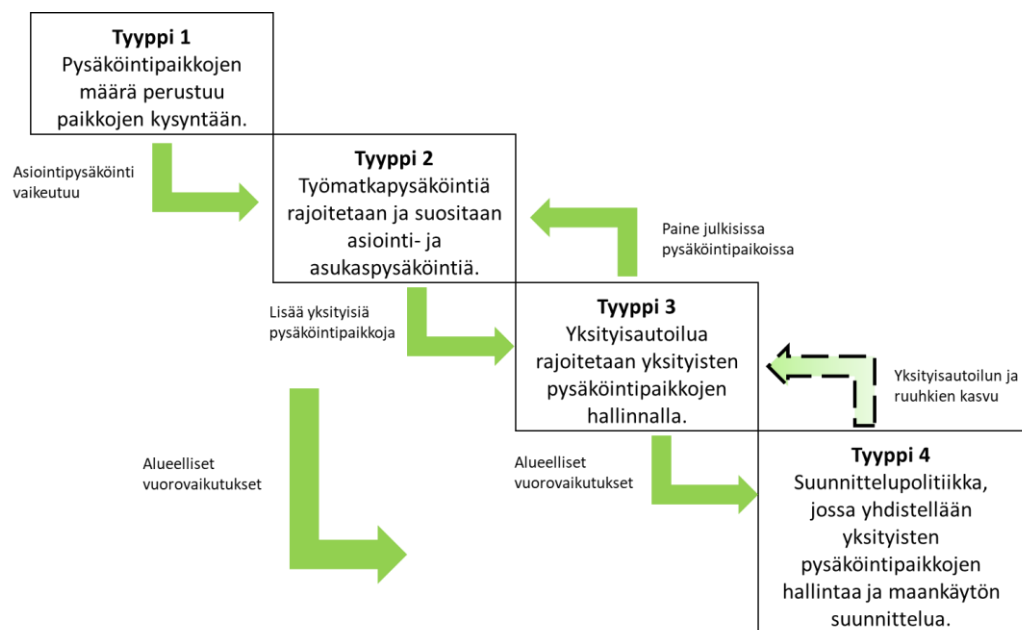 Tyyppi 1
Pysäköintipaikkojen
määrä perustuu
paikkojen kysyntään.
Asiointipysäköinti
vaikeutuu
Tyyppi 2
Työmatkapysäköintiä
rajoitetaan ja suositaan
asiointi- ja
asukaspysäköintiä.
Paine julkisissa
pysäköintipaikoissa
Lisää yksityisiä
pysäköintipaikkoja
Tyyppi 3
Yksityisautoilua
rajoitetaan yksityisten
pysäköintipaikkojen
hallinnalla.
Yksityisautoilun ja
ruuhkien kasvu
Alueelliset
vuorovaikutukset
Alueelliset
vuorovaikutukset
Tyyppi 4
Suunnittelupolitiikka,
jossa yhdistellään
yksityisten
pysäköintipaikkojen
hallintaa ja maankäytön
suunnittelua.